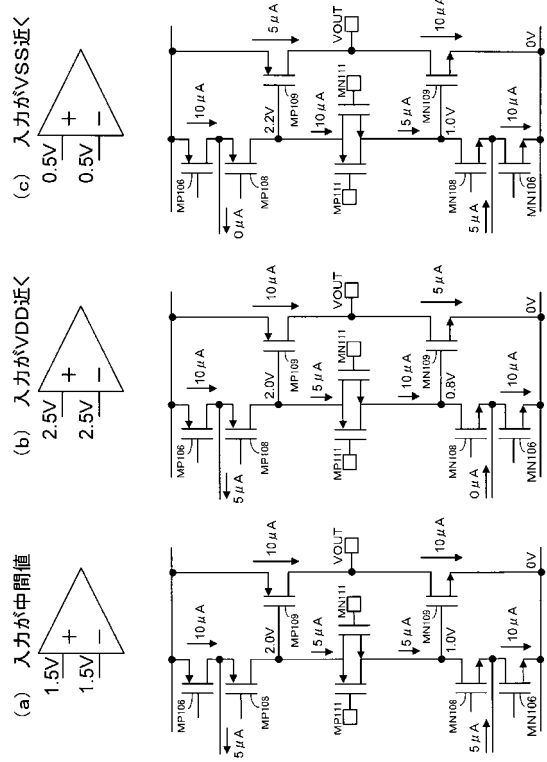 (a) 入力が中間値
1.5V +
1.5V −
MP106
10μA
5μA
MP108
10μA
MP109
2.0V
5μA
VOUT
MP111
MN111
5μA
10μA
MN109
1.0V
MN108
5μA
10μA
MN106
0V
(b) 入力がVDD近く
2.5V +
2.5V −
MP106
10μA
5μA
MP108
10μA
MP109
2.0V
5μA
VOUT
MP111
MN111
10μA
5μA
MN109
0.8V
MN108
0μA
10μA
MN106
0V
(c) 入力がVSS近く
0.5V +
0.5V −
MP106
10μA
0μA
MP108
5μA
MP109
2.2V
10μA
VOUT
MP111
MN111
5μA
10μA
MN109
1.0V
MN108
5μA
10μA
MN106
0V